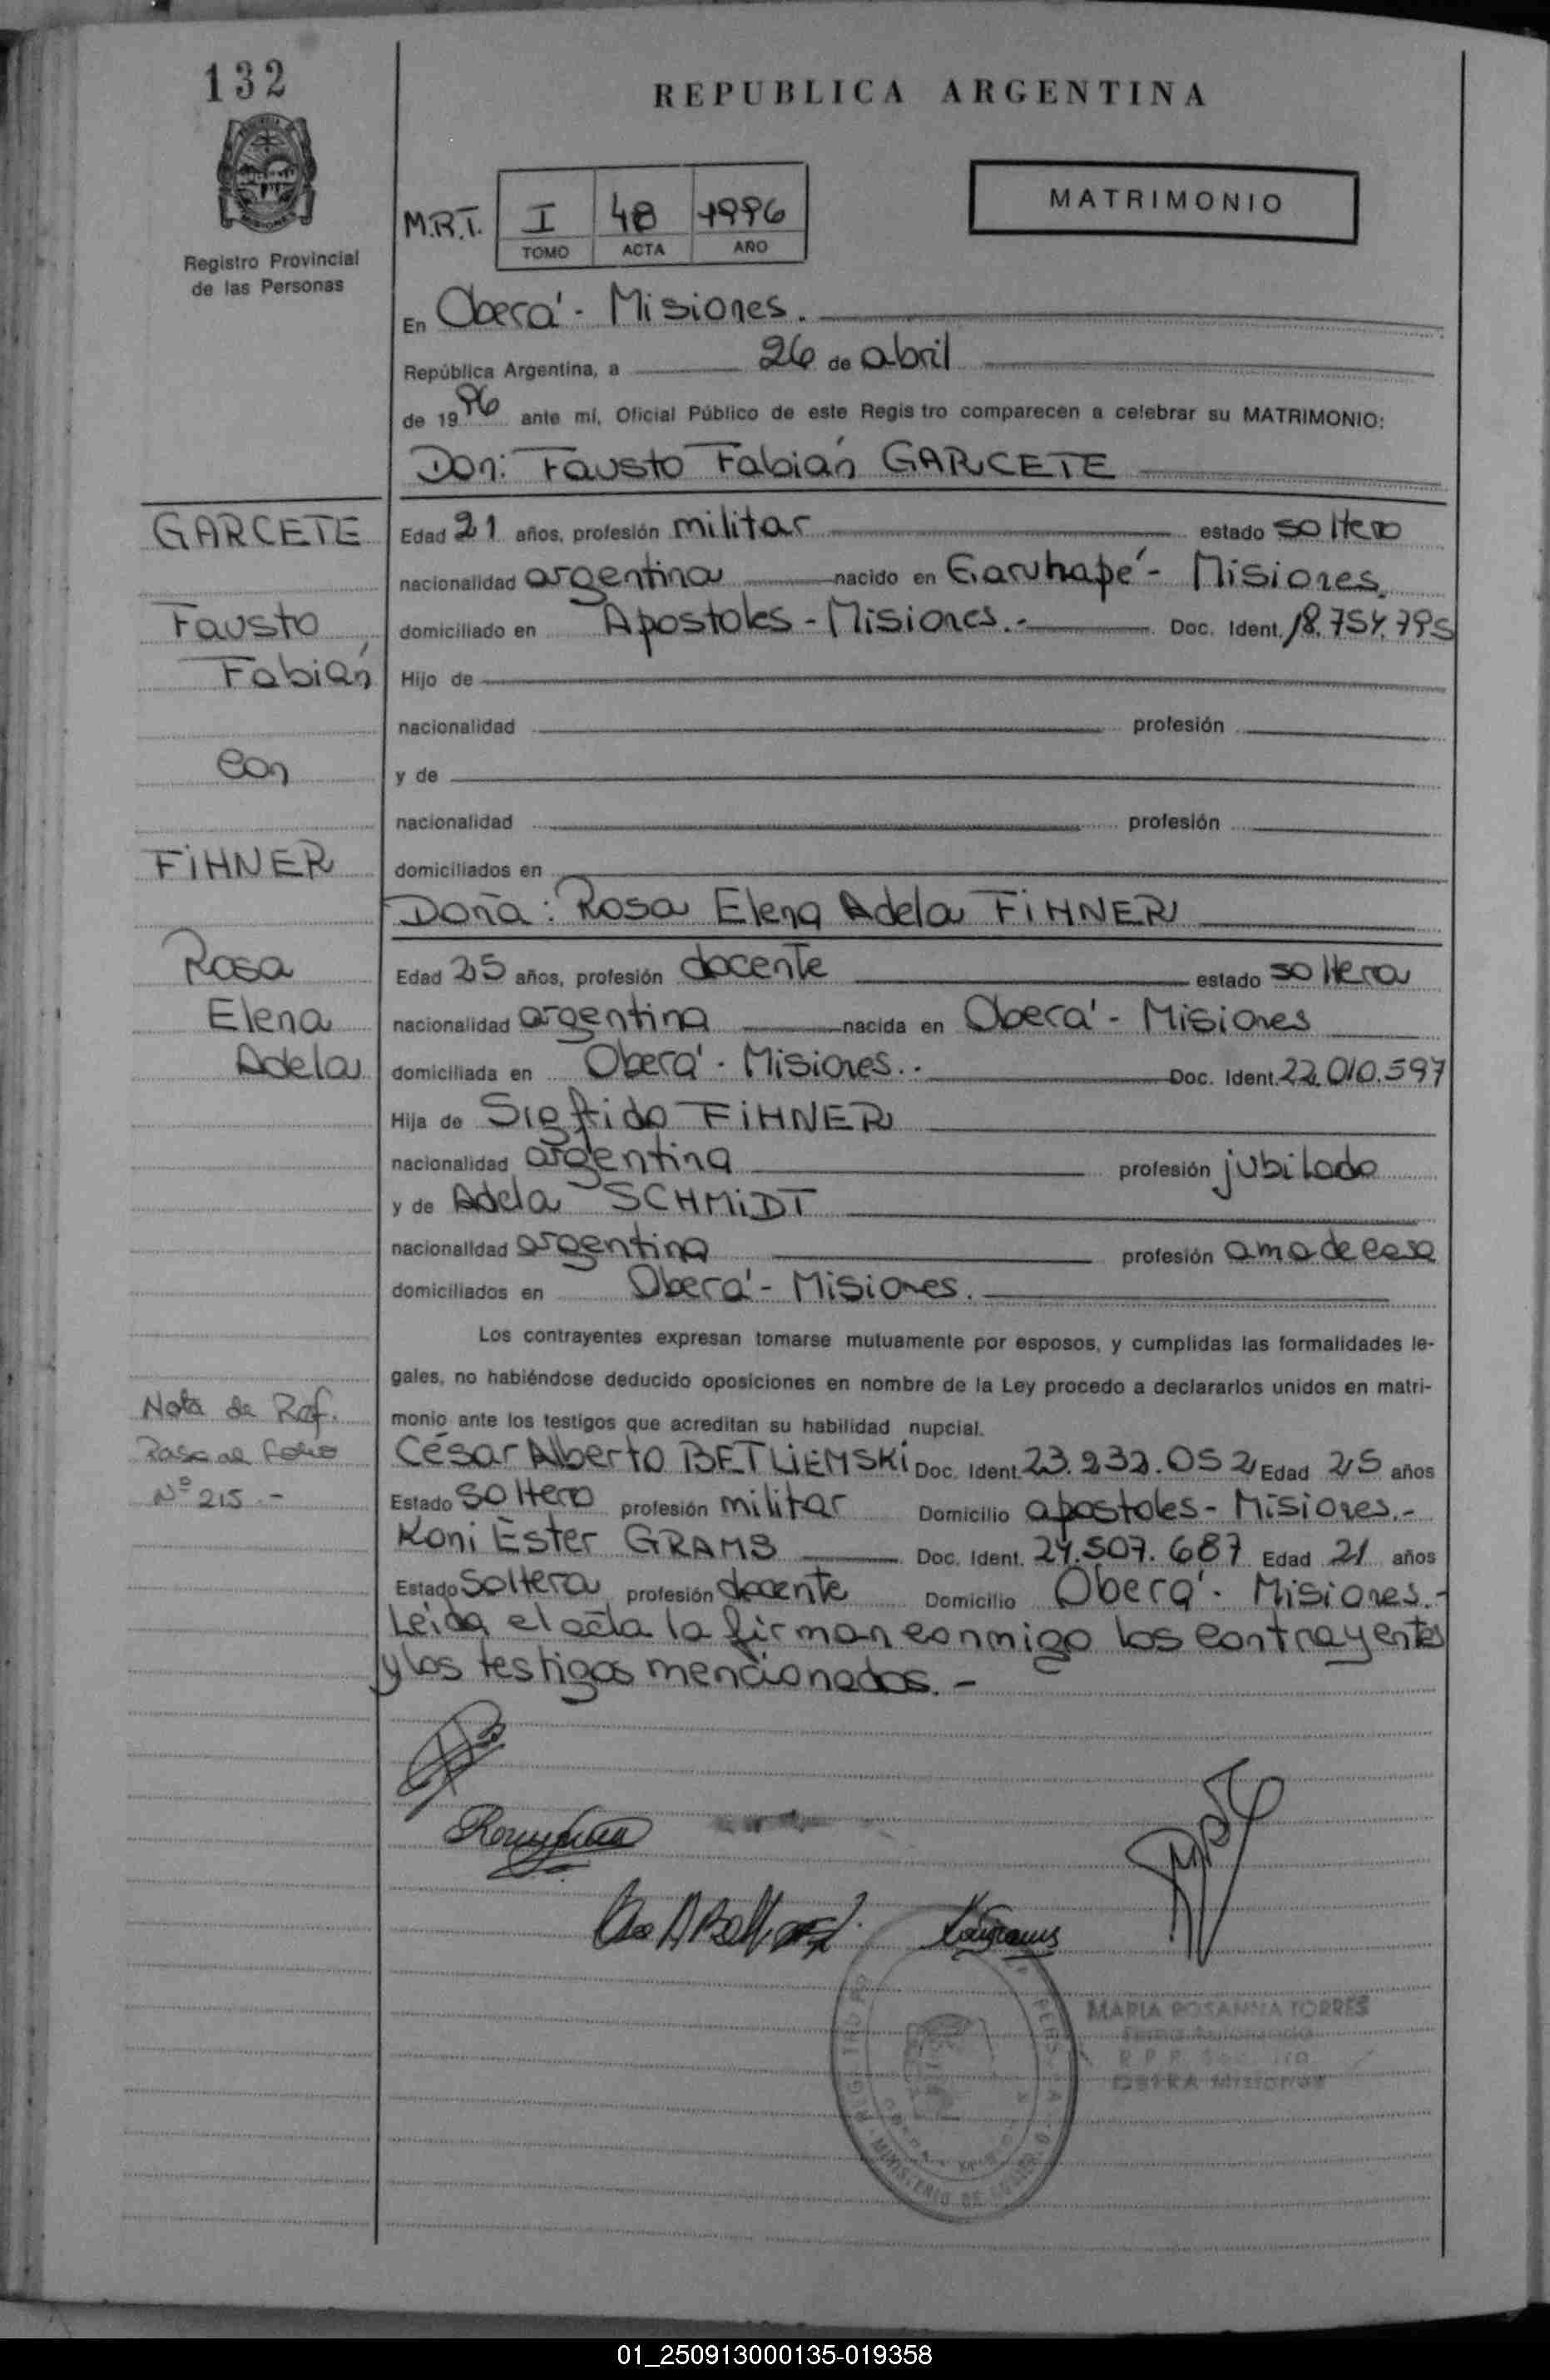 132
REPUBLICA ARGENTINA
MATRIMONIO
M.R.T. I 48 1996
TOMO ACTA AÑO
Registro Provincial
de las Personas
En Oberá - Misiones.
República Argentina, a 26 de abril
de 1996 ante mí, Oficial Público de este Regis tro comparecen a celebrar su MATRIMONIO:
Don: Fausto Fabián GARCETE
GARCETE
Edad 21 años, profesión militar estado soltero
nacionalidad argentina nacido en Garuhapé - Misiones.
Fausto
domiciliado en Apostoles - Misiones.- Doc. Ident. 18.754.795
Fabián
Hijo de
nacionalidad profesión
con
y de
nacionalidad profesión
FiHNER
domiciliados en
Doña: Rosa Elena Adela FiHNER
Rosa
Edad 25 años, profesión docente estado soltera
Elena
nacionalidad argentina nacida en Oberá - Misiones
Adela
domiciliada en Oberá - Misiones.. Doc. Ident. 22.010.597
Hija de Sigfrido FiHNER
nacionalidad argentina profesión jubilado
y de Adela SCHMiDT
nacionalidad argentina profesión ama de casa
domiciliados en Oberá - Misiones.
Los contrayentes expresan tomarse mutuamente por esposos, y cumplidas las formalidades le-
gales, no habiéndose deducido oposiciones en nombre de la Ley procedo a declararlos unidos en matri-
monio ante los testigos que acreditan su habilidad nupcial.
Nota de Ref.
Pasa al folio
Nº 215.-
César Alberto BETLiEMSKi Doc. Ident. 23.232.052 Edad 25 años
Estado soltero profesión militar Domicilio apostoles - Misiones.-
Koni Ester GRAMS Doc. Ident. 24.507.687 Edad 21 años
Estado soltera profesión docente Domicilio Oberá - Misiones.-
Leida el acta la firman conmigo los contrayentes
y los testigos mencionados.-
MARIA ROSANNA TORRES
OBERA Misiones
MINISTERIO DE
01_250913000135-019358